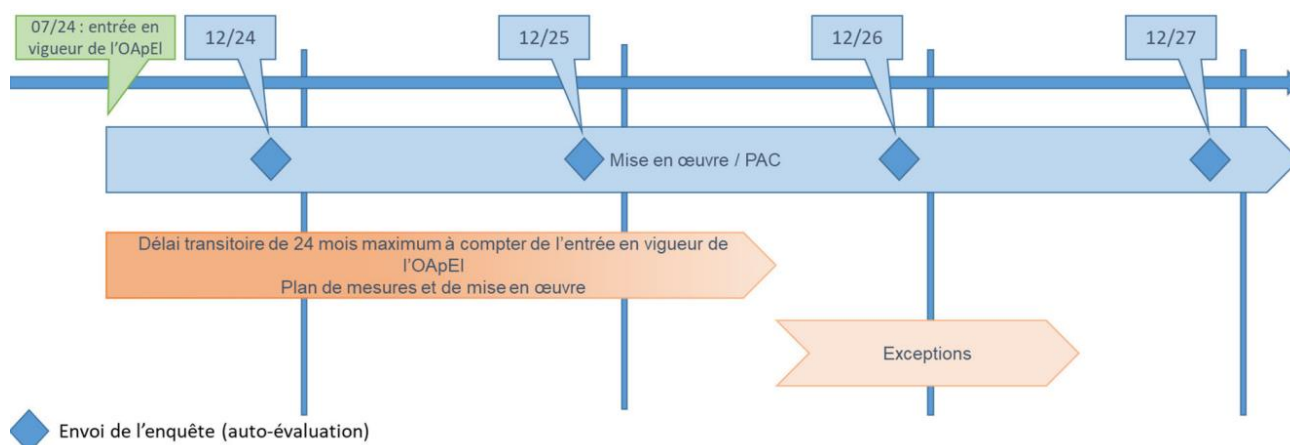 07/24 : entrée en
vigueur de l'OApEl
12/24
12/25
12/26
12/27
Mise en œuvre / PAC
Délai transitoire de 24 mois maximum à compter de l'entrée en vigueur de
l'OApEl
Plan de mesures et de mise en œuvre
Exceptions
Envoi de l'enquête (auto-évaluation)